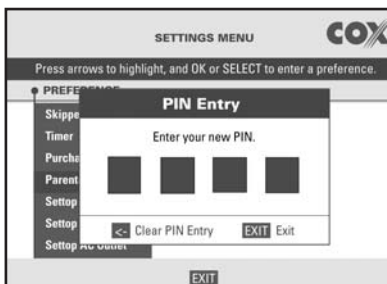 SETTINGS MENU
COX
Press arrows to highlight, and OK or SELECT to enter a preference.
PIN Entry
Timer
Enter your new PIN.
Settop
<- Clear PIN Entry EXIT Exit
Settop
Settop AC Outlet
EXIT